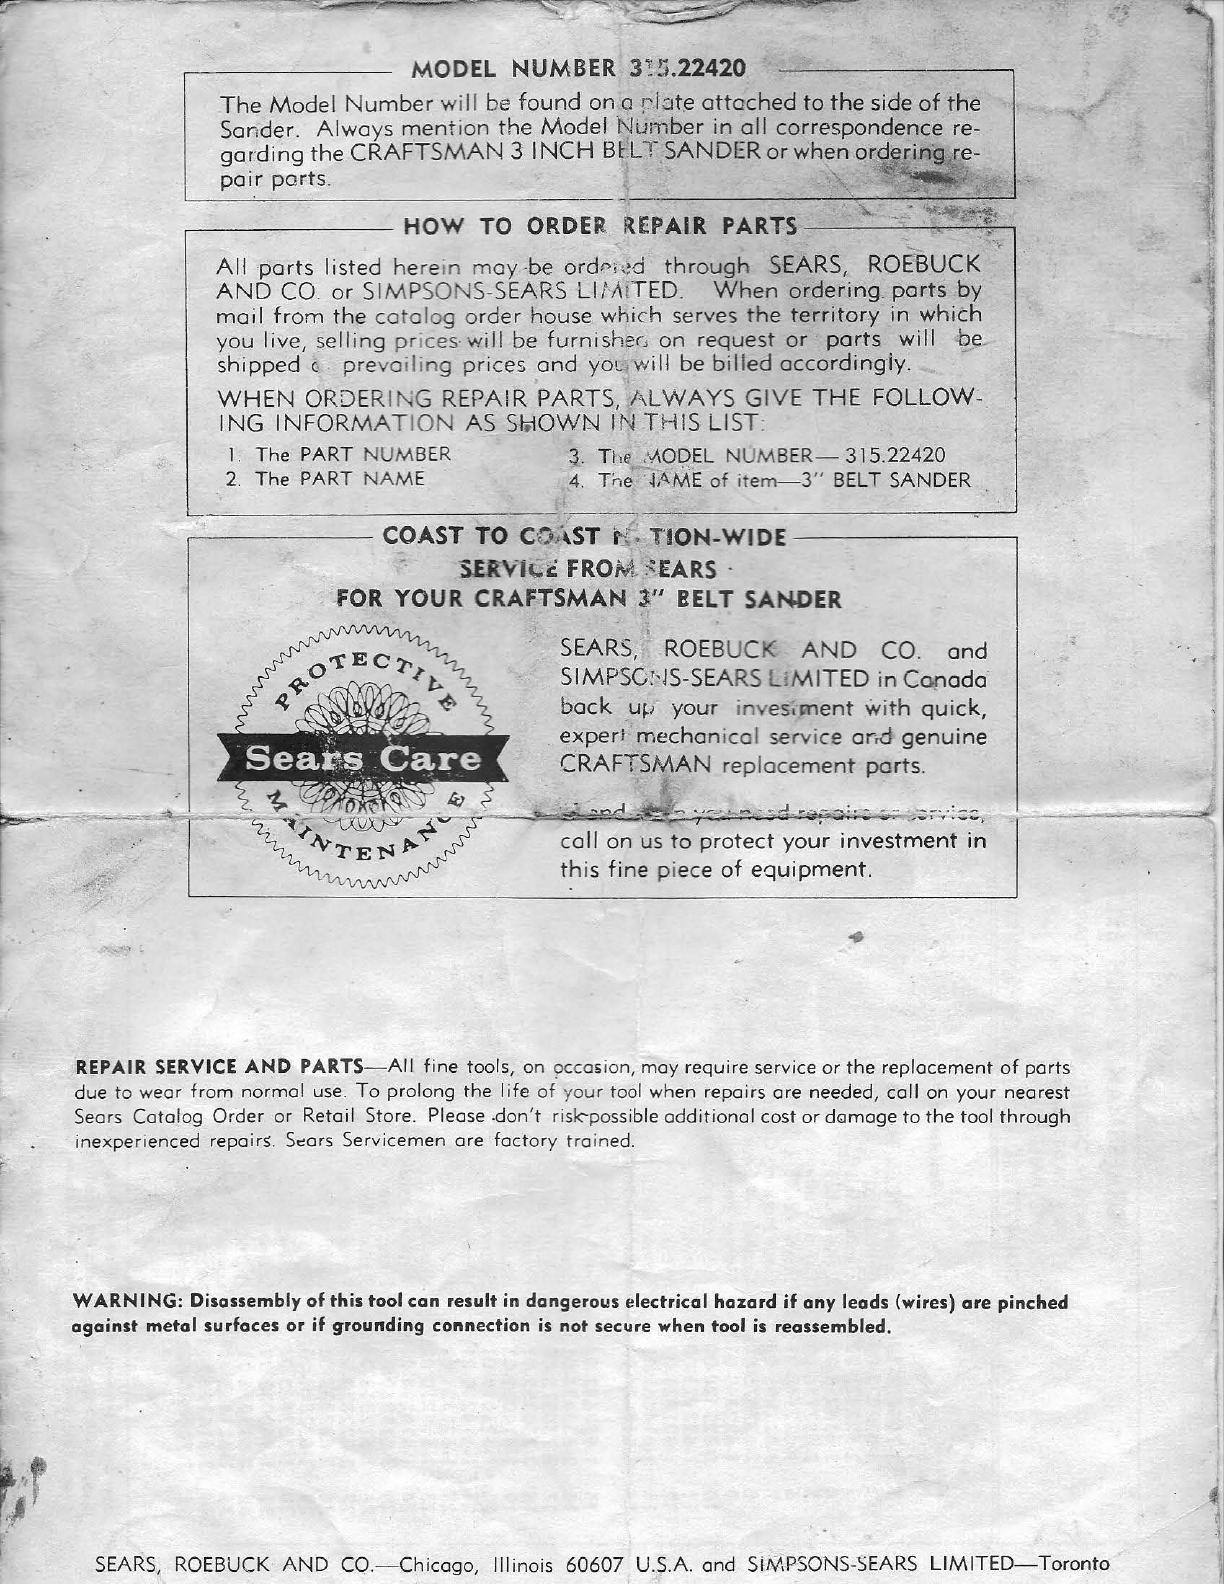 MODEL NUMBER 315.22420
The Model Number will be found on a plate attached to the side of the
Sander. Always mention the Model Number in all correspondence re-
garding the CRAFTSMAN 3 INCH BELT SANDER or when ordering re-
pair parts.
HOW TO ORDER REPAIR PARTS
All parts listed herein may be ordered through SEARS, ROEBUCK
AND CO. or SIMPSONS-SEARS LIMITED. When ordering parts by
mail from the catalog order house which serves the territory in which
you live, selling prices will be furnished on request or parts will be
shipped prevailing prices and you will be billed accordingly.
WHEN ORDERING REPAIR PARTS, ALWAYS GIVE THE FOLLOW-
ING INFORMATION AS SHOWN IN THIS LIST:
1. The PART NUMBER
2. The PART NAME
3. The MODEL NUMBER—315.22420
4. The NAME of item—3" BELT SANDER
COAST TO COAST NATION-WIDE
SERVICE FROM SEARS
FOR YOUR CRAFTSMAN 3" BELT SANDER
PROTECTIVE
Sears Care
MAINTENANCE
SEARS, ROEBUCK AND CO. and
SIMPSONS-SEARS LIMITED in Canada
back up your investment with quick,
expert mechanical service and genuine
CRAFTSMAN replacement parts.
and you need repairs or service,
call on us to protect your investment in
this fine piece of equipment.
REPAIR SERVICE AND PARTS—All fine tools, on occasion, may require service or the replacement of parts
due to wear from normal use. To prolong the life of your tool when repairs are needed, call on your nearest
Sears Catalog Order or Retail Store. Please don't risk possible additional cost or damage to the tool through
inexperienced repairs. Sears Servicemen are factory trained.
WARNING: Disassembly of this tool can result in dangerous electrical hazard if any leads (wires) are pinched
against metal surfaces or if grounding connection is not secure when tool is reassembled.
SEARS, ROEBUCK AND CO.—Chicago, Illinois 60607 U.S.A. and SIMPSONS-SEARS LIMITED—Toronto